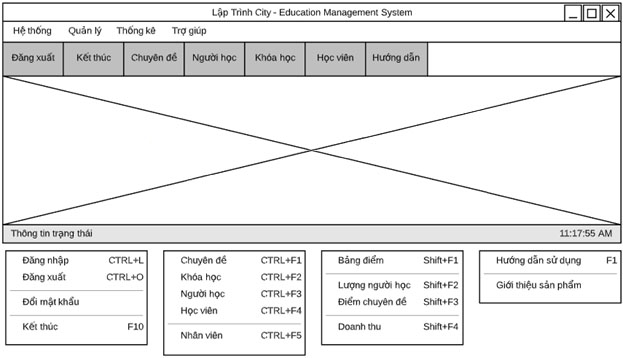 Lập Trình City - Education Management System
Hệ thống Quản lý Thống kê Trợ giúp
Đăng xuất Kết thúc Chuyên đề Người học Khóa học Học viên Hướng dẫn
Thông tin trạng thái 11:17:55 AM
Đăng nhập CTRL+L
Đăng xuất CTRL+O
Đổi mật khẩu
Kết thúc F10
Chuyên đề CTRL+F1
Khóa học CTRL+F2
Người học CTRL+F3
Học viên CTRL+F4
Nhân viên CTRL+F5
Bảng điểm Shift+F1
Lượng người học Shift+F2
Điểm chuyên đề Shift+F3
Doanh thu Shift+F4
Hướng dẫn sử dụng F1
Giới thiệu sản phẩm